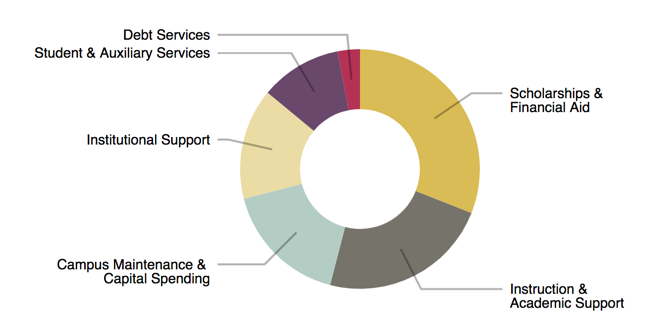 Debt Services
Student & Auxiliary Services
Scholarships &
Financial Aid
Institutional Support
Campus Maintenance &
Capital Spending
Instruction &
Academic Support